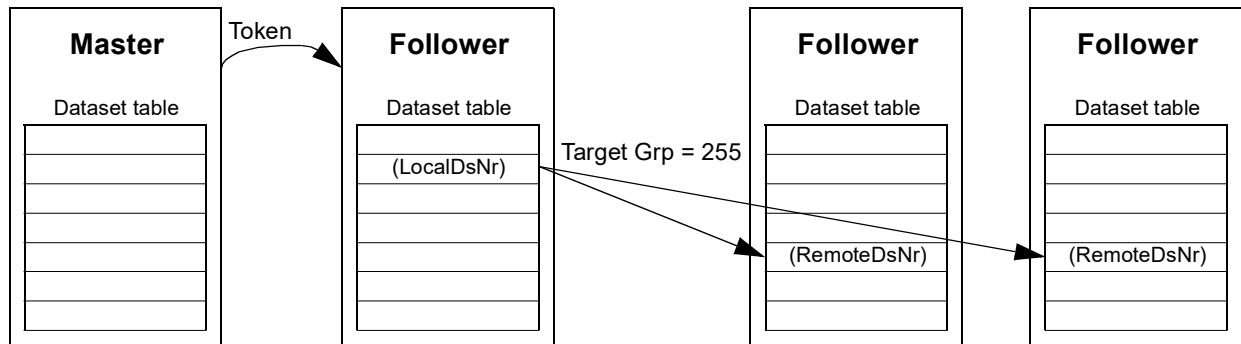 Master
Token
Follower
Follower
Follower
Dataset table
Dataset table
Dataset table
Dataset table
Target Grp = 255
(LocalDsNr)
(RemoteDsNr)
(RemoteDsNr)